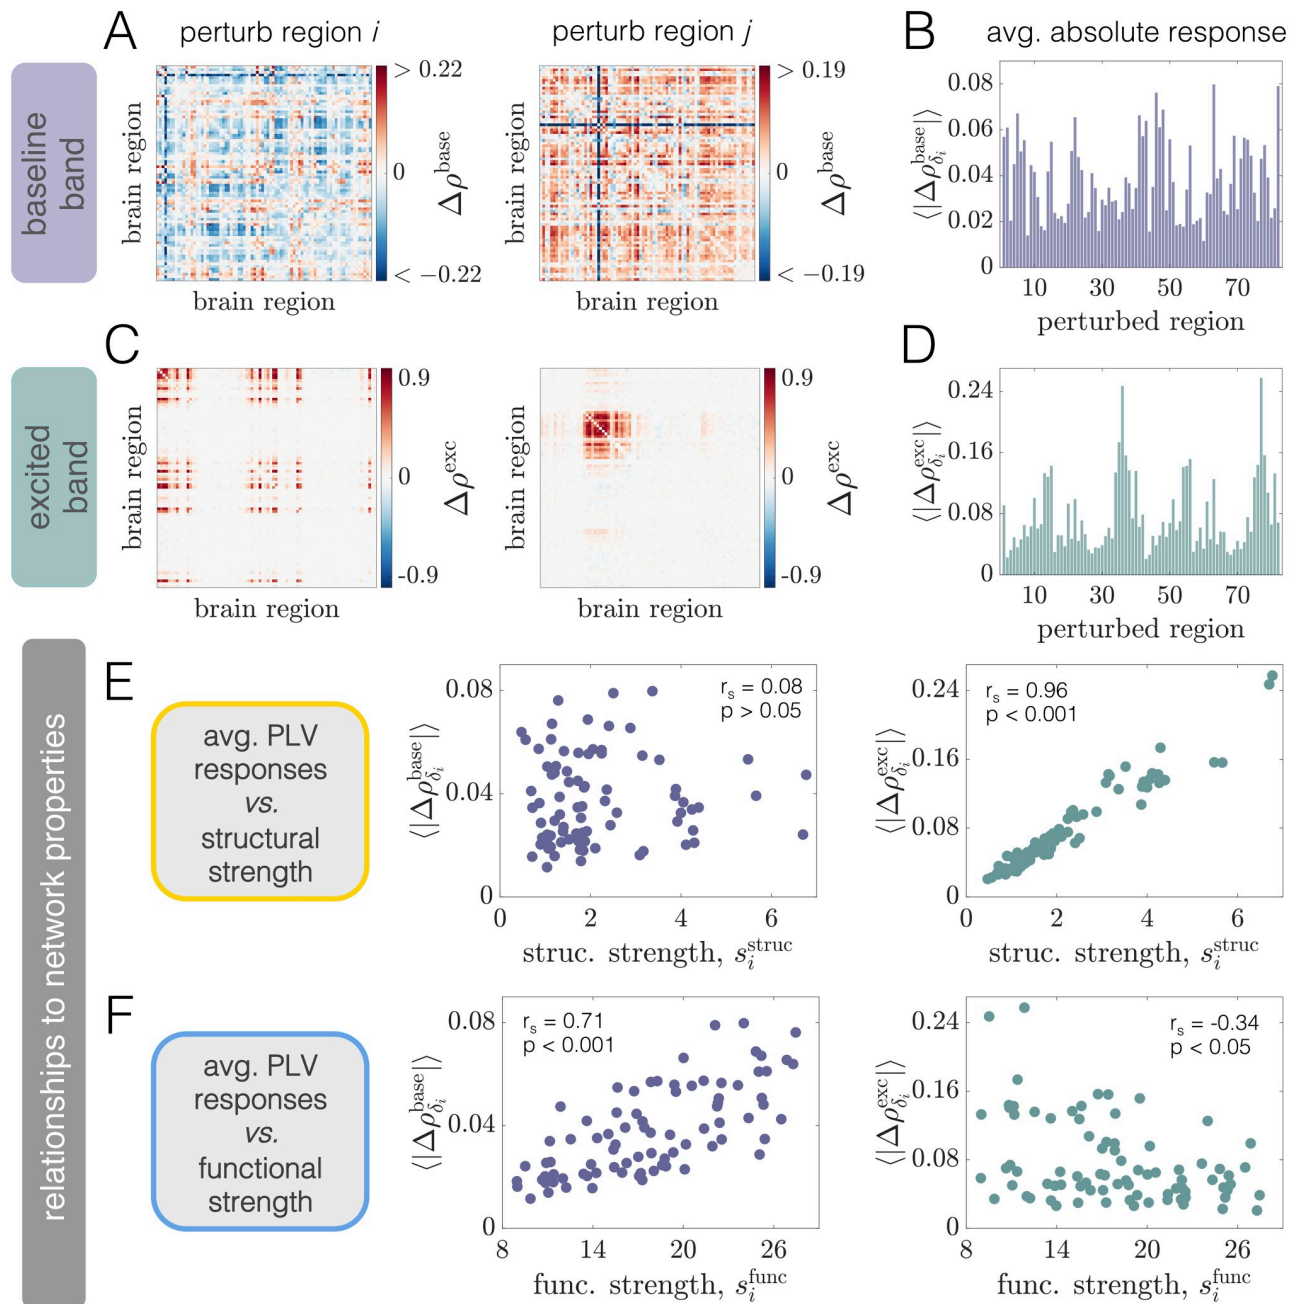 A
perturb region i
perturb region j
B
avg. absolute response
baseline
band
brain region
> 0.22
0
< −0.22
Δρ^base
brain region
brain region
> 0.19
0
< −0.19
Δρ^base
brain region
⟨|Δρ^base_δi|⟩
0.08
0.06
0.04
0.02
0
10 30 50 70
perturbed region
C
D
excited
band
brain region
0.9
0
-0.9
Δρ^exc
brain region
brain region
0.9
0
-0.9
Δρ^exc
brain region
⟨|Δρ^exc_δi|⟩
0.24
0.16
0.08
0
10 30 50 70
perturbed region
relationships to network properties
E
avg. PLV
responses
vs.
structural
strength
⟨|Δρ^base_δi|⟩
0.08
0.04
0
r_s = 0.08
p > 0.05
0 2 4 6
struc. strength, s_i^struc
⟨|Δρ^exc_δi|⟩
0.24
0.16
0.08
0
r_s = 0.96
p < 0.001
0 2 4 6
struc. strength, s_i^struc
F
avg. PLV
responses
vs.
functional
strength
⟨|Δρ^base_δi|⟩
0.08
0.04
0
r_s = 0.71
p < 0.001
8 14 20 26
func. strength, s_i^func
⟨|Δρ^exc_δi|⟩
0.24
0.16
0.08
0
r_s = -0.34
p < 0.05
8 14 20 26
func. strength, s_i^func